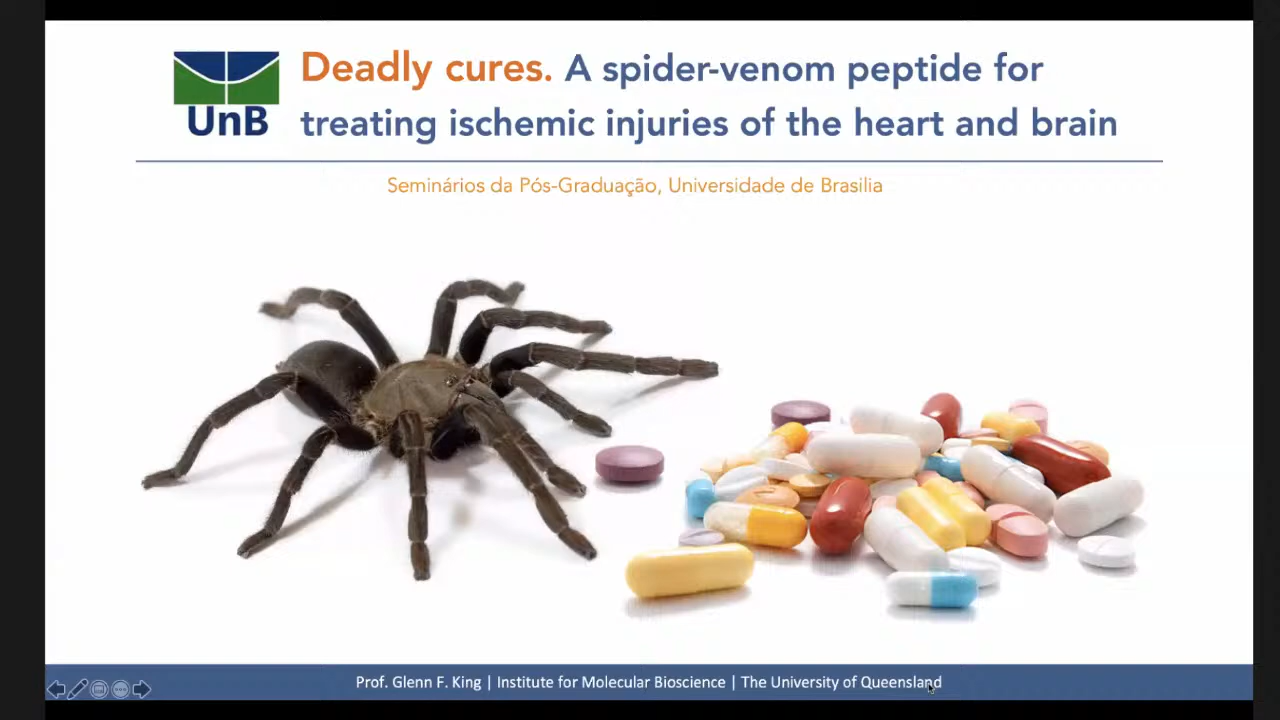 Deadly cures. A spider-venom peptide for
treating ischemic injuries of the heart and brain
UnB
Seminários da Pós-Graduação, Universidade de Brasilia
Prof. Glenn F. King | Institute for Molecular Bioscience | The University of Queensland